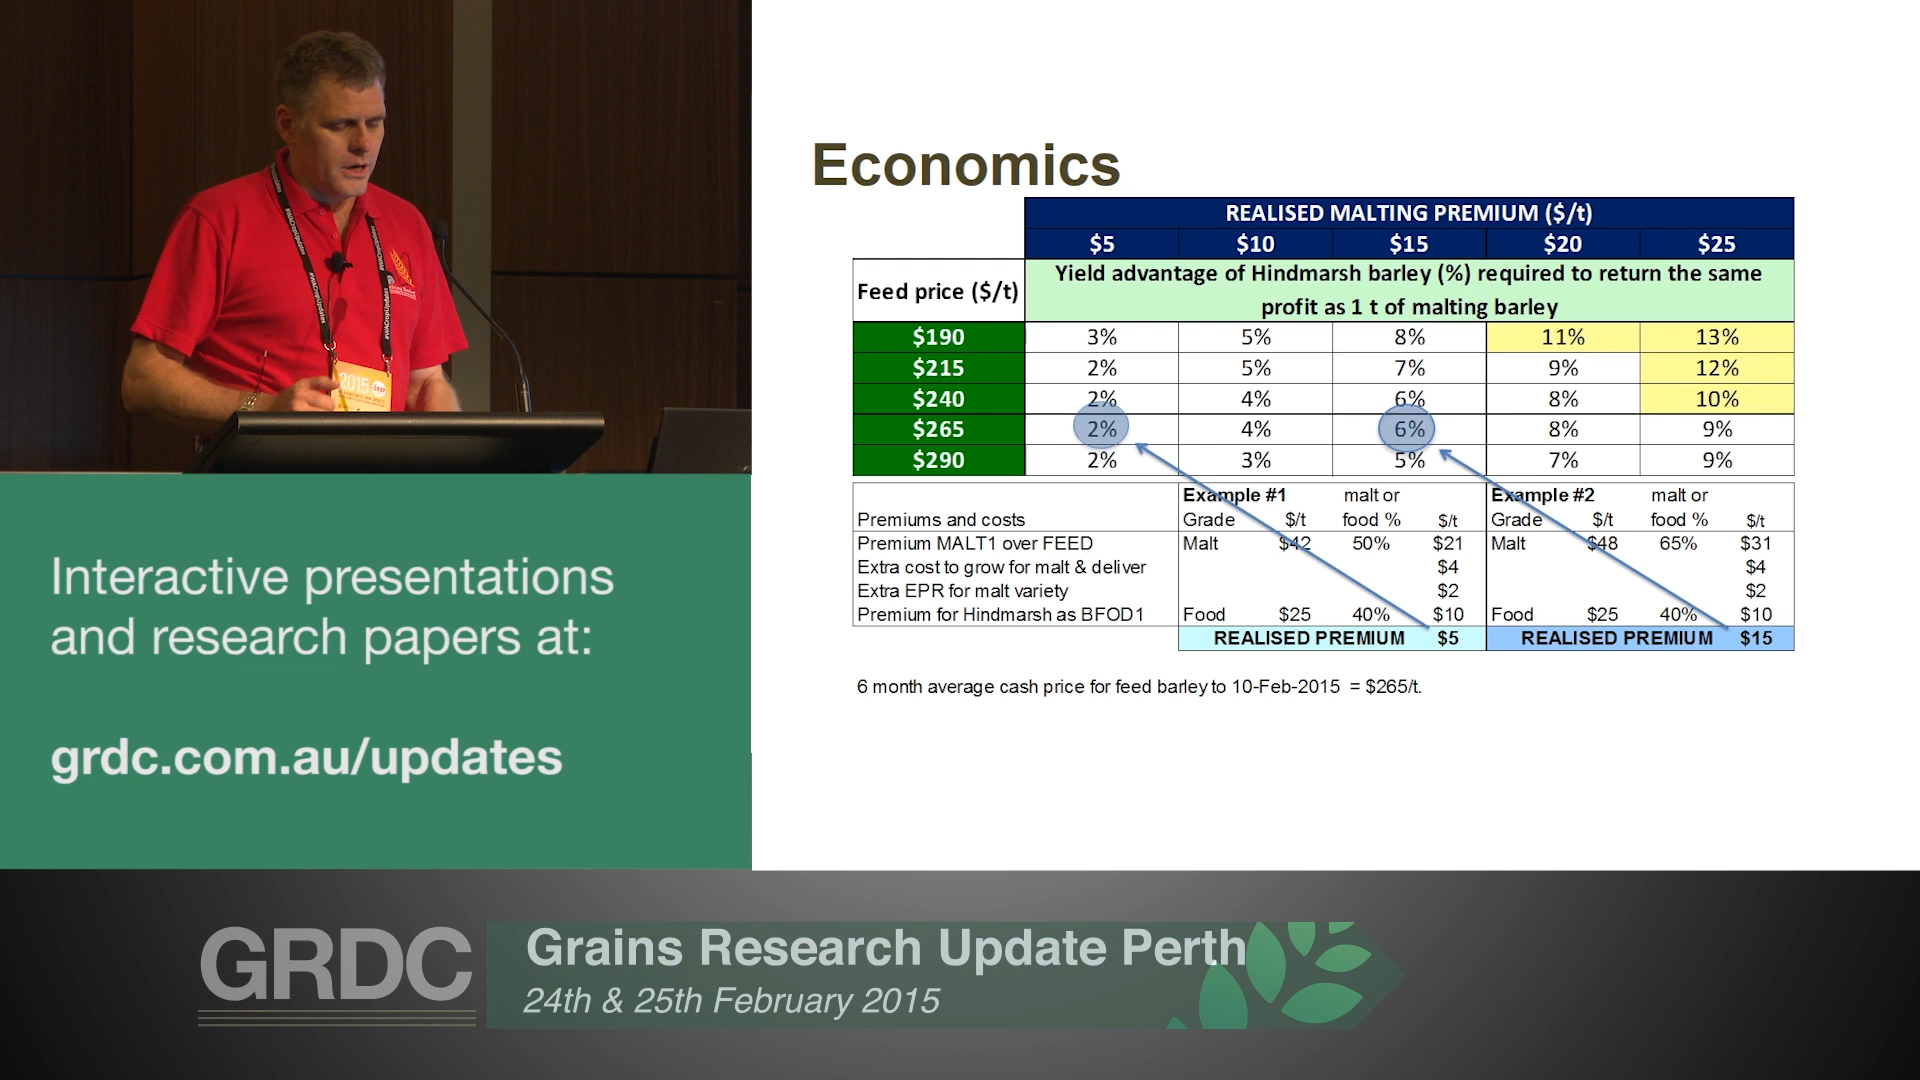 Economics
REALISED MALTING PREMIUM ($/t)
$5 $10 $15 $20 $25
Feed price ($/t)
Yield advantage of Hindmarsh barley (%) required to return the same
profit as 1 t of malting barley
$190 3% 5% 8% 11% 13%
$215 2% 5% 7% 9% 12%
$240 2% 4% 6% 8% 10%
$265 2% 4% 6% 8% 9%
$290 2% 3% 5% 7% 9%
Example #1 malt or Example #2 malt or
Premiums and costs Grade $/t food % $/t Grade $/t food % $/t
Premium MALT1 over FEED Malt $42 50% $21 Malt $48 65% $31
Extra cost to grow for malt & deliver $4 $4
Extra EPR for malt variety $2 $2
Premium for Hindmarsh as BFOD1 Food $25 40% $10 Food $25 40% $10
REALISED PREMIUM $5 REALISED PREMIUM $15
6 month average cash price for feed barley to 10-Feb-2015 = $265/t.
2015
Interactive presentations
and research papers at:
grdc.com.au/updates
GRDC
Grains Research Update Perth
24th & 25th February 2015